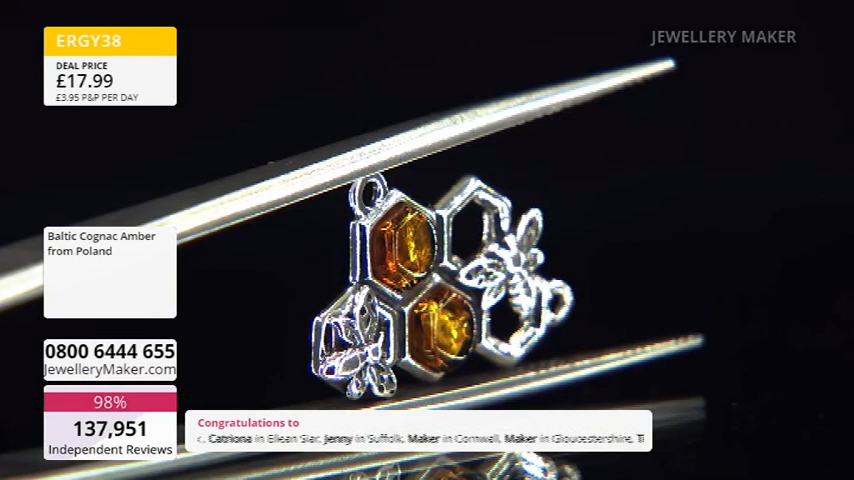 ERGY38
JEWELLERY MAKER
DEAL PRICE
£17.99
£3.95 P&P PER DAY
Baltic Cognac Amber
from Poland
0800 6444 655
JewelleryMaker.com
98%
137,951
Independent Reviews
Congratulations to
Catriona in Eilean Siar, Jenny in Suffolk, Maker in Cornwall, Maker in Gloucestershire,